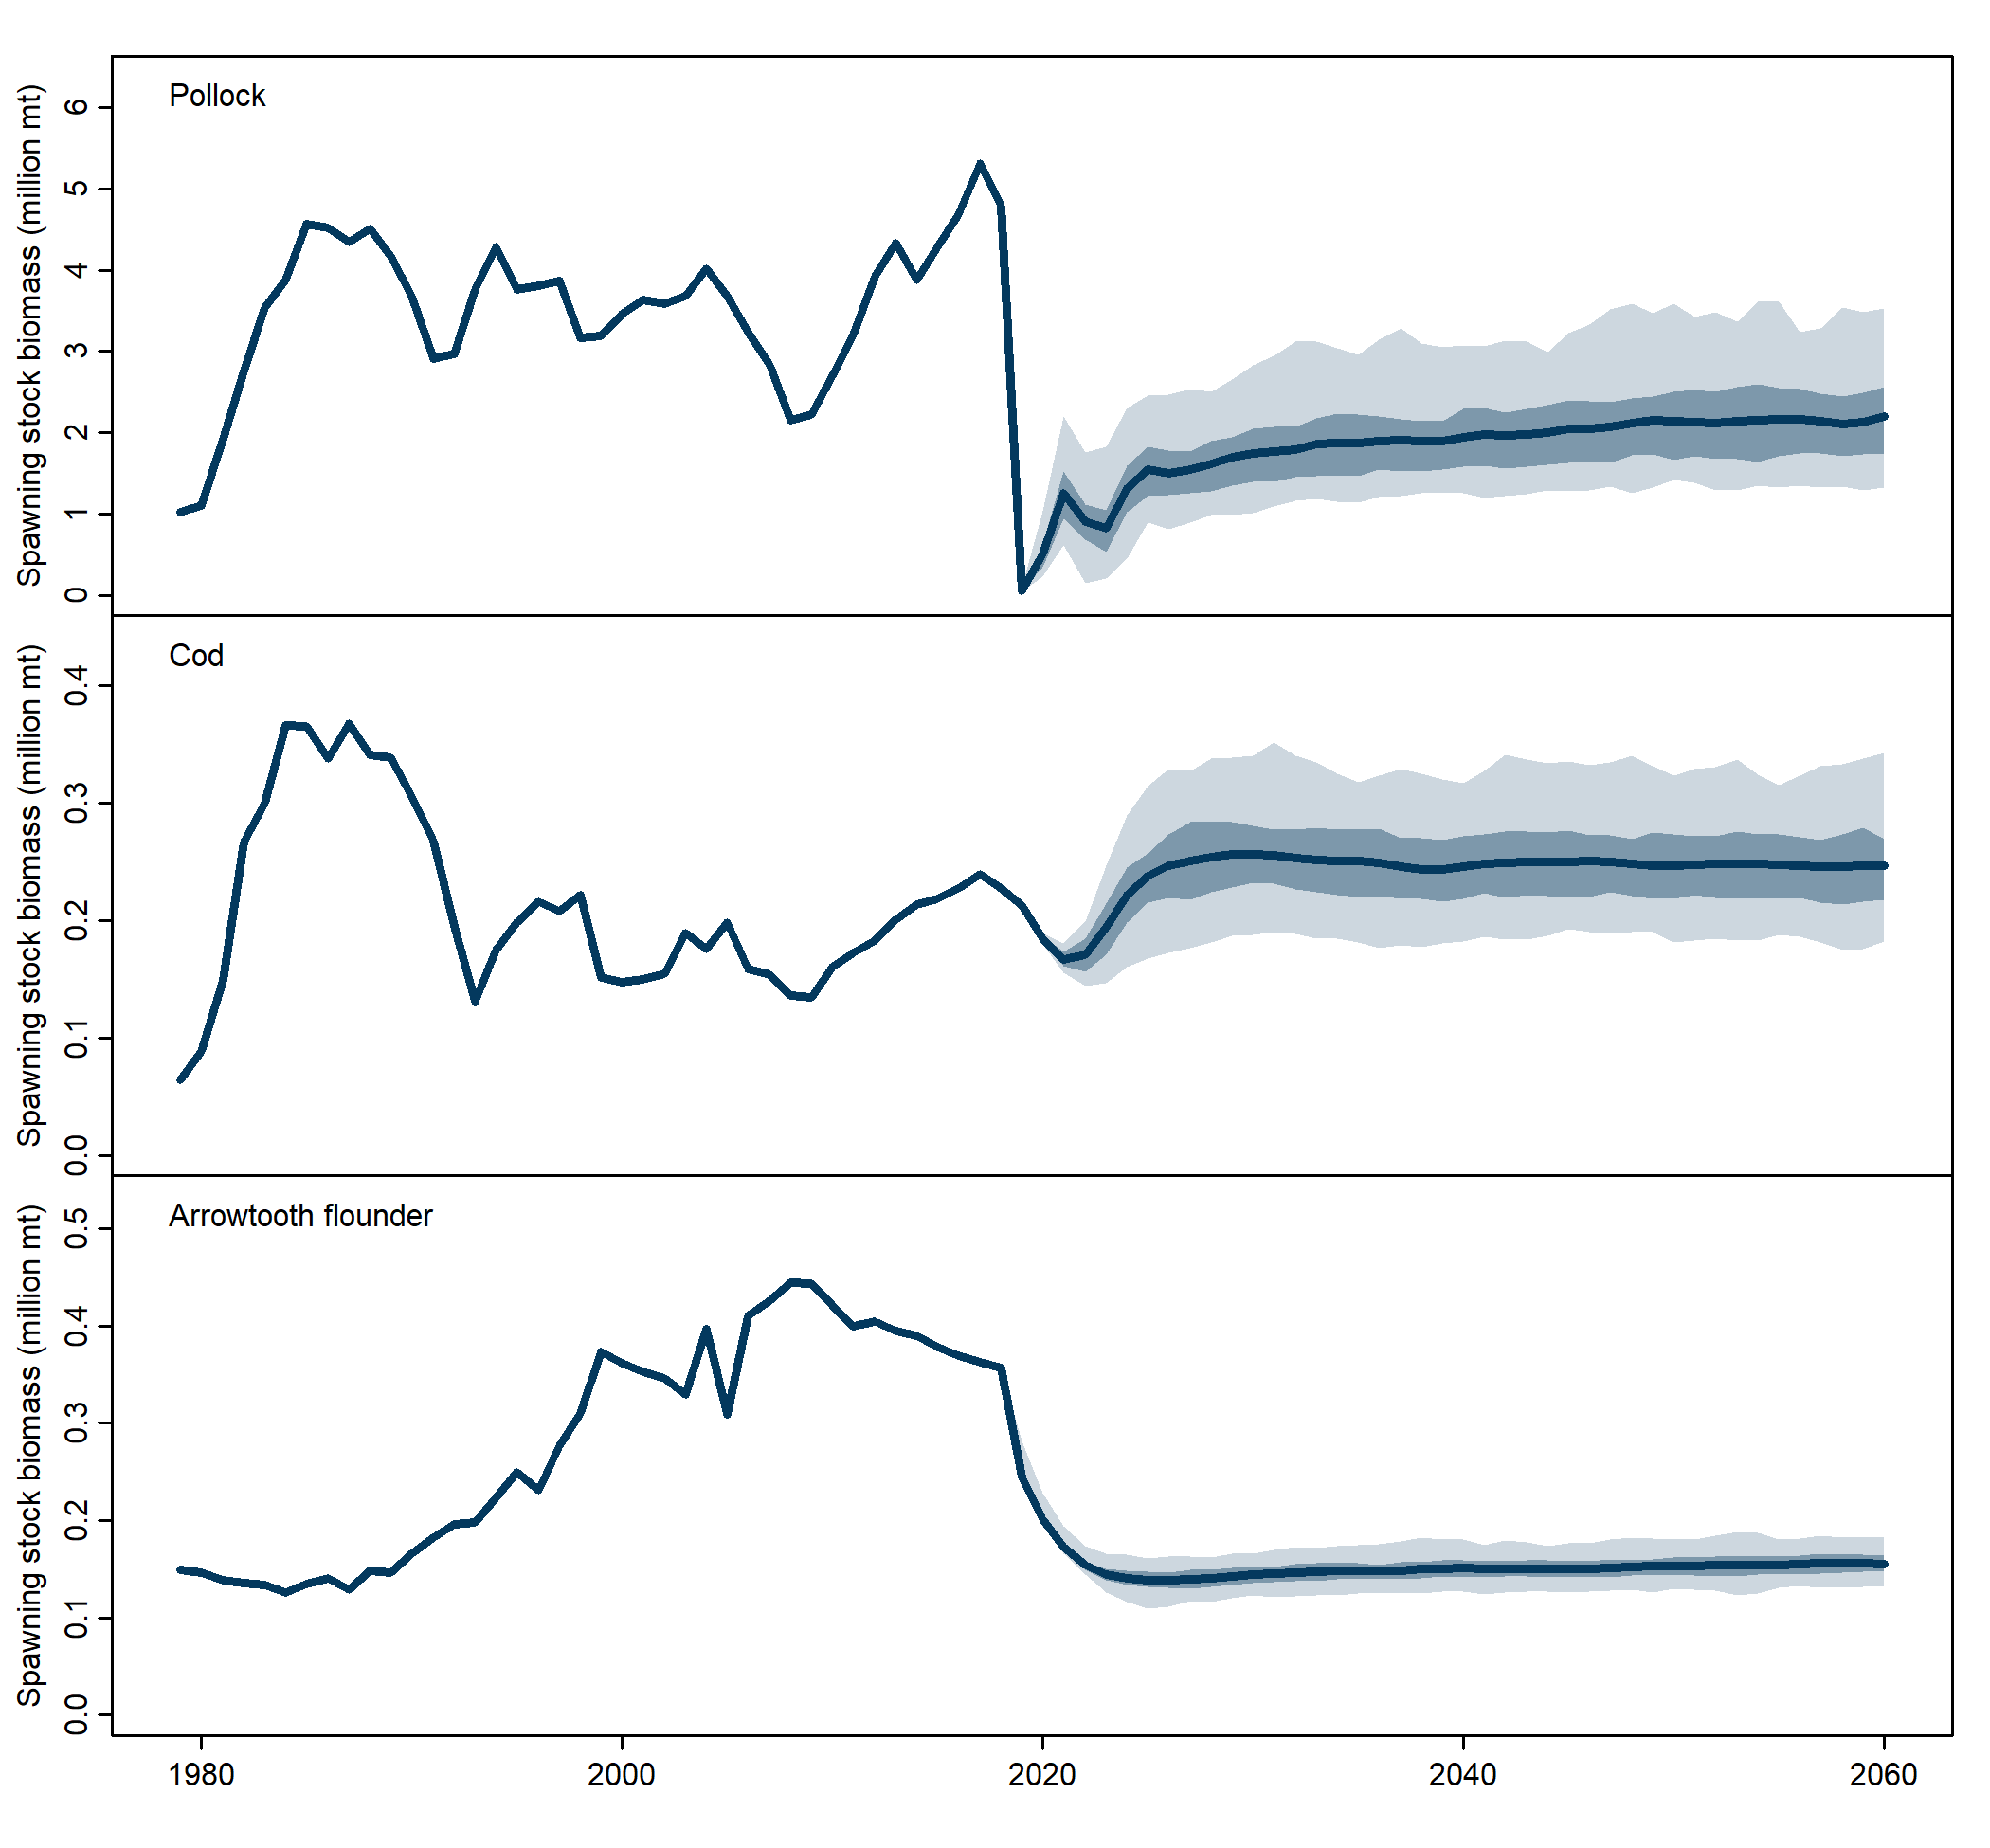 Pollock
Spawning stock biomass (million mt)
6
5
4
3
2
1
0
Cod
Spawning stock biomass (million mt)
0.4
0.3
0.2
0.1
0.0
Arrowtooth flounder
Spawning stock biomass (million mt)
0.5
0.4
0.3
0.2
0.1
0.0
1980 2000 2020 2040 2060